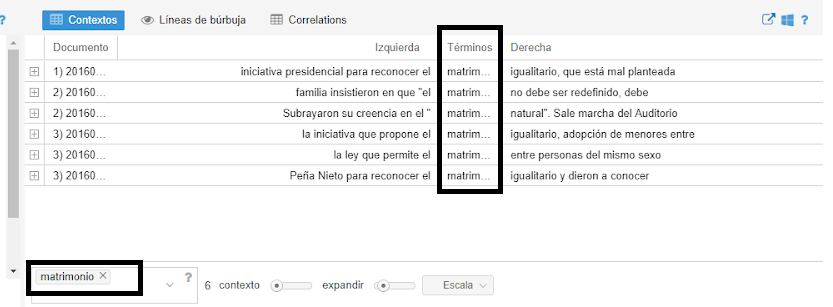 ? Contextos Líneas de búrbuja Correlations ?
Documento Izquierda Términos Derecha
1) 20160... iniciativa presidencial para reconocer el matrim... igualitario, que está mal planteada
2) 20160... familia insistieron en que "el matrim... no debe ser redefinido, debe
2) 20160... Subrayaron su creencia en el " matrim... natural". Sale marcha del Auditorio
3) 20160... la iniciativa que propone el matrim... igualitario, adopción de menores entre
3) 20160... la ley que permite el matrim... entre personas del mismo sexo
3) 20160... Peña Nieto para reconocer el matrim... igualitario y dieron a conocer
matrimonio × ? 6 contexto expandir Escala